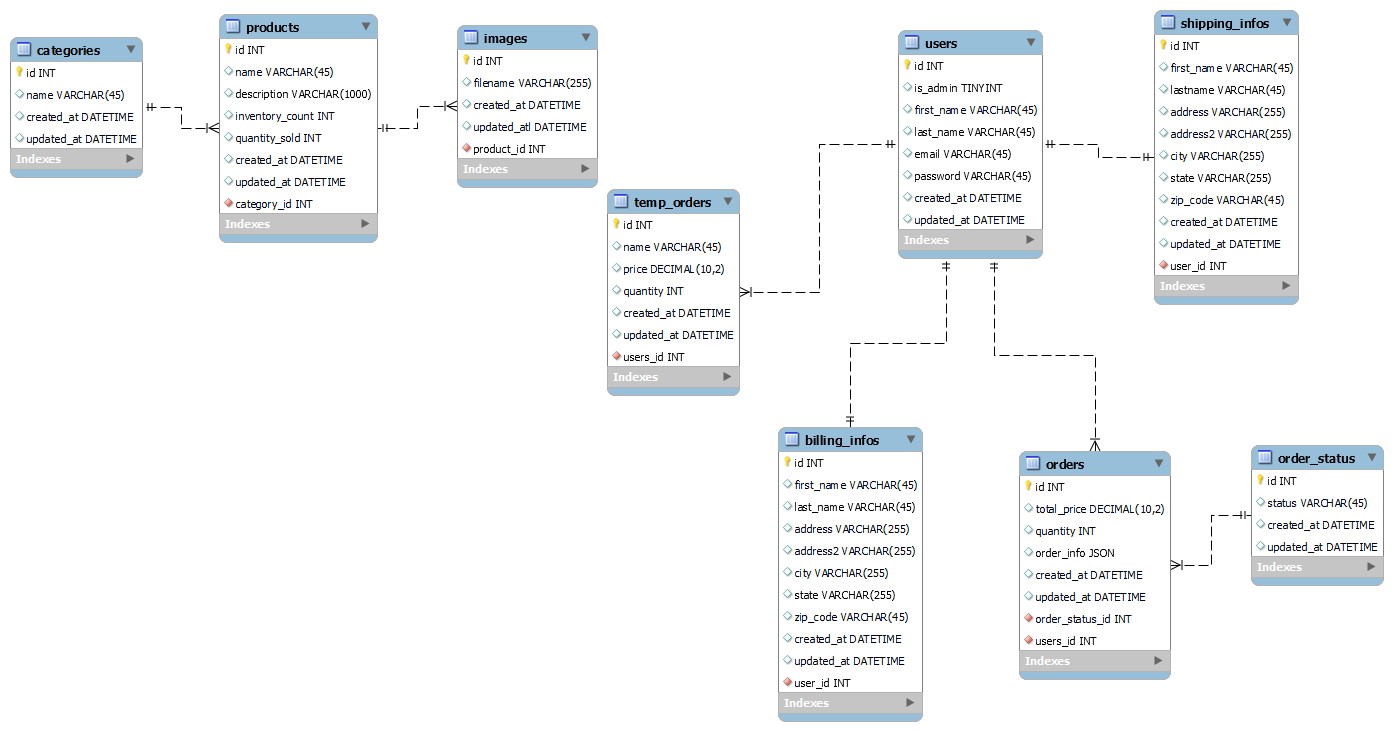 categories
id INT
name VARCHAR(45)
created_at DATETIME
updated_at DATETIME
Indexes
products
id INT
name VARCHAR(45)
description VARCHAR(1000)
inventory_count INT
quantity_sold INT
created_at DATETIME
updated_at DATETIME
category_id INT
Indexes
images
id INT
filename VARCHAR(255)
created_at DATETIME
updated_atl DATETIME
product_id INT
Indexes
temp_orders
id INT
name VARCHAR(45)
price DECIMAL(10,2)
quantity INT
created_at DATETIME
updated_at DATETIME
users_id INT
Indexes
users
id INT
is_admin TINYINT
first_name VARCHAR(45)
last_name VARCHAR(45)
email VARCHAR(45)
password VARCHAR(45)
created_at DATETIME
updated_at DATETIME
Indexes
shipping_infos
id INT
first_name VARCHAR(45)
lastname VARCHAR(45)
address VARCHAR(255)
address2 VARCHAR(255)
city VARCHAR(255)
state VARCHAR(255)
zip_code VARCHAR(45)
created_at DATETIME
updated_at DATETIME
user_id INT
Indexes
billing_infos
id INT
first_name VARCHAR(45)
last_name VARCHAR(45)
address VARCHAR(255)
address2 VARCHAR(255)
city VARCHAR(255)
state VARCHAR(255)
zip_code VARCHAR(45)
created_at DATETIME
updated_at DATETIME
user_id INT
Indexes
orders
id INT
total_price DECIMAL(10,2)
quantity INT
order_info JSON
created_at DATETIME
updated_at DATETIME
order_status_id INT
users_id INT
Indexes
order_status
id INT
status VARCHAR(45)
created_at DATETIME
updated_at DATETIME
Indexes